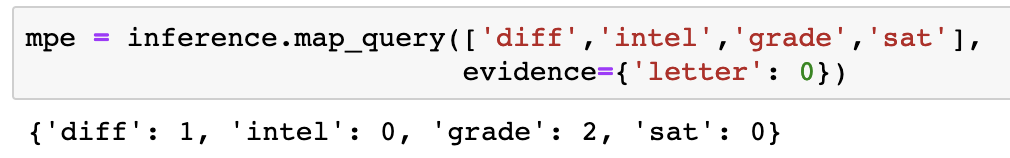 mpe = inference.map_query(['diff','intel','grade','sat'],
evidence={'letter': 0})
{'diff': 1, 'intel': 0, 'grade': 2, 'sat': 0}